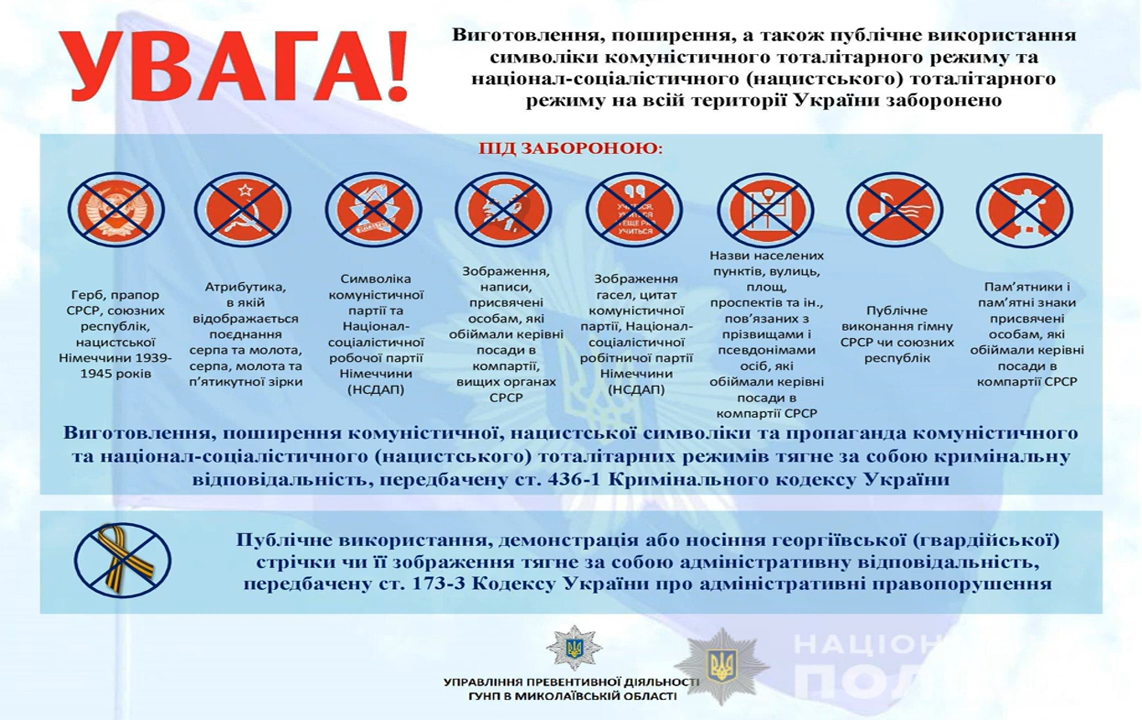 УВАГА!
Виготовлення, поширення, а також публічне використання
символіки комуністичного тоталітарного режиму та
націонал-соціалістичного (нацистського) тоталітарного
режиму на всій території України заборонено
ПІД ЗАБОРОНОЮ:
УЧИТЬСЯ,
УЧИТЬСЯ
И ЕЩЕ РАЗ
УЧИТЬСЯ
Герб, прапор
СРСР, союзних
республік,
нацистської
Німеччини 1939-
1945 років
Атрибутика,
в якій
відображається
поєднання
серпа та молота,
серпа, молота та
п'ятикутної зірки
Символіка
комуністичної
партії та
Націонал-
соціалістичної
робочої партії
Німеччини
(НСДАП)
Зображення,
написи,
присвячені
особам, які
обіймали керівні
посади в
компартії,
вищих органах
СРСР
Зображення
гасел, цитат
комуністичної
партії, Націонал-
соціалістичної
робітничої партії
Німеччини
(НСДАП)
Назви населених
пунктів, вулиць,
площ,
проспектів та ін.,
пов'язаних з
прізвищами і
псевдонімами
осіб, які
обіймали керівні
посади в
компартії СРСР
Публічне
виконання гімну
СРСР чи союзних
республік
Пам'ятники і
пам'ятні знаки
присвячені
особам, які
обіймали керівні
посади в
компартії СРСР
Виготовлення, поширення комуністичної, нацистської символіки та пропаганда комуністичного
та націонал-соціалістичного (нацистського) тоталітарних режимів тягне за собою кримінальну
відповідальність, передбачену ст. 436-1 Кримінального кодексу України
Публічне використання, демонстрація або носіння георгіївської (гвардійської)
стрічки чи її зображення тягне за собою адміністративну відповідальність,
передбачену ст. 173-3 Кодексу України про адміністративні правопорушення
УПРАВЛІННЯ ПРЕВЕНТИВНОЇ ДІЯЛЬНОСТІ
ГУНП В МИКОЛАЇВСЬКІЙ ОБЛАСТІ